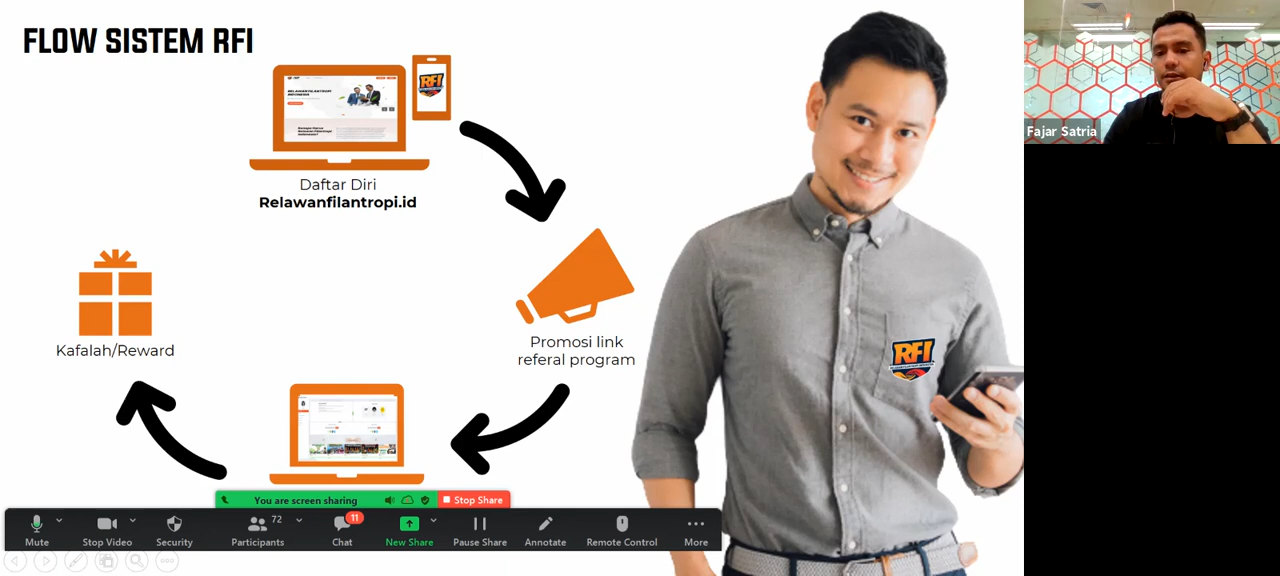 FLOW SISTEM RFI
RFI
Daftar Diri
Relawanfilantropi.id
Promosi link
referal program
Kafalah/Reward
RFI
Fajar Satria
You are screen sharing
Stop Share
Mute
Stop Video
Security
72
Participants
11
Chat
New Share
Pause Share
Annotate
Remote Control
More